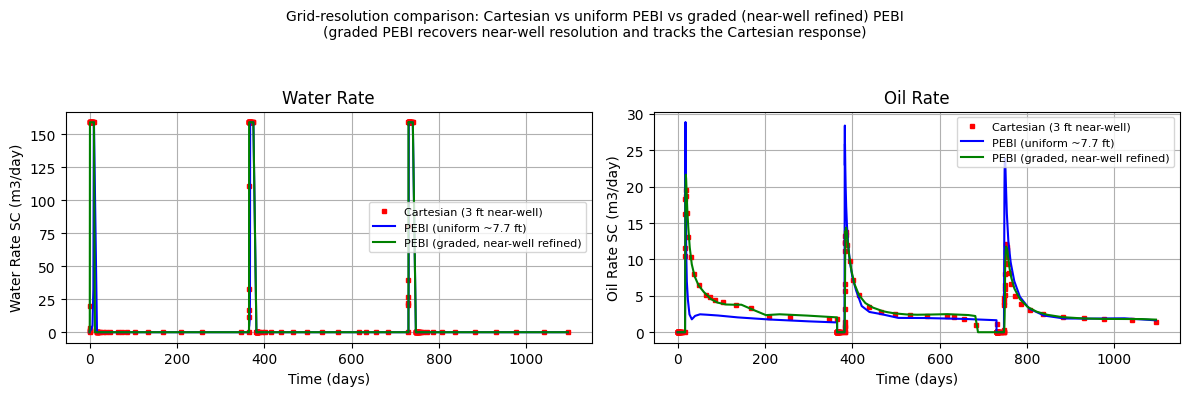 Grid-resolution comparison: Cartesian vs uniform PEBI vs graded (near-well refined) PEBI
(graded PEBI recovers near-well resolution and tracks the Cartesian response)
Water Rate
Water Rate SC (m3/day)
150
125
100
75
50
25
0
Cartesian (3 ft near-well)
PEBI (uniform ~7.7 ft)
PEBI (graded, near-well refined)
0
200
400
600
800
1000
Time (days)
Oil Rate
Oil Rate SC (m3/day)
30
25
20
15
10
5
0
Cartesian (3 ft near-well)
PEBI (uniform ~7.7 ft)
PEBI (graded, near-well refined)
0
200
400
600
800
1000
Time (days)